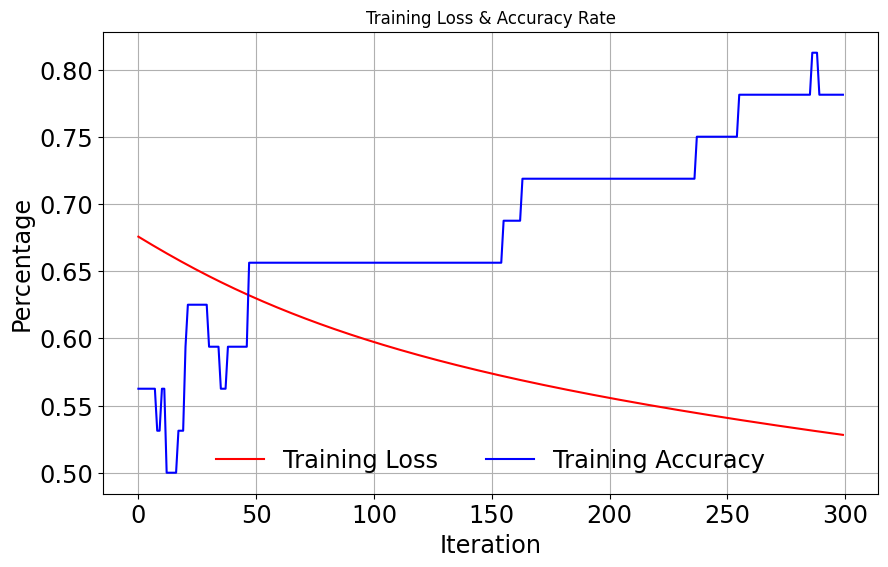 Training Loss & Accuracy Rate
Percentage
0.80
0.75
0.70
0.65
0.60
0.55
0.50
Training Loss
Training Accuracy
0 50 100 150 200 250 300
Iteration